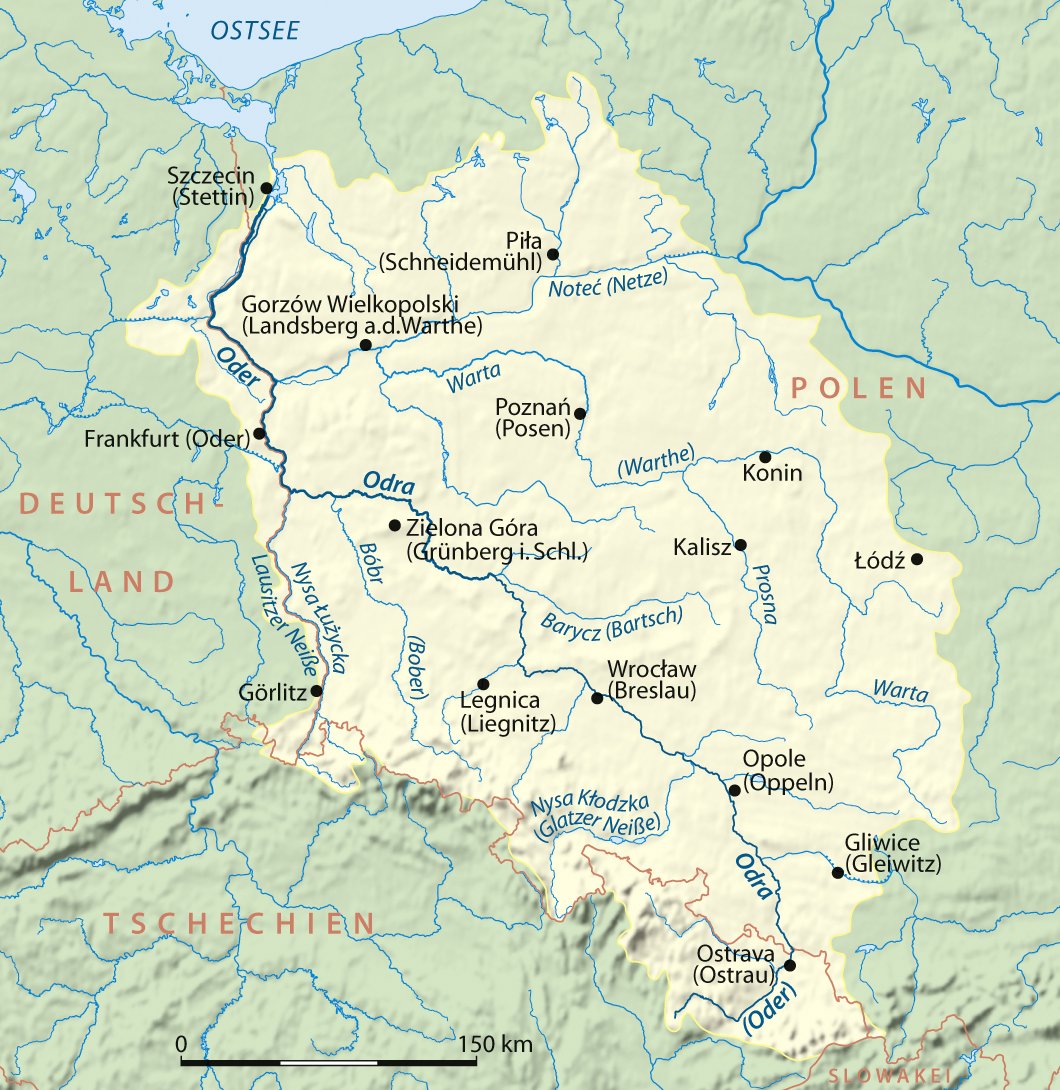 OSTSEE
Szczecin
(Stettin)
Piła
(Schneidemühl)
Noteć (Netze)
Gorzów Wielkopolski
(Landsberg a.d.Warthe)
Oder
Warta
POLEN
Poznań
(Posen)
Frankfurt (Oder)
(Warthe)
Konin
Odra
DEUTSCH-
LAND
Zielona Góra
(Grünberg i. Schl.)
Kalisz
Łódź
Bóbr
Prosna
Lausitzer Neiße
Nysa Łużycka
Barycz (Bartsch)
(Bober)
Wrocław
(Breslau)
Görlitz
Legnica
(Liegnitz)
Warta
Opole
(Oppeln)
Nysa Kłodzka
(Glatzer Neiße)
Gliwice
(Gleiwitz)
Odra
TSCHECHIEN
Ostrava
(Ostrau)
(Oder)
0 150 km
SLOWAKEI